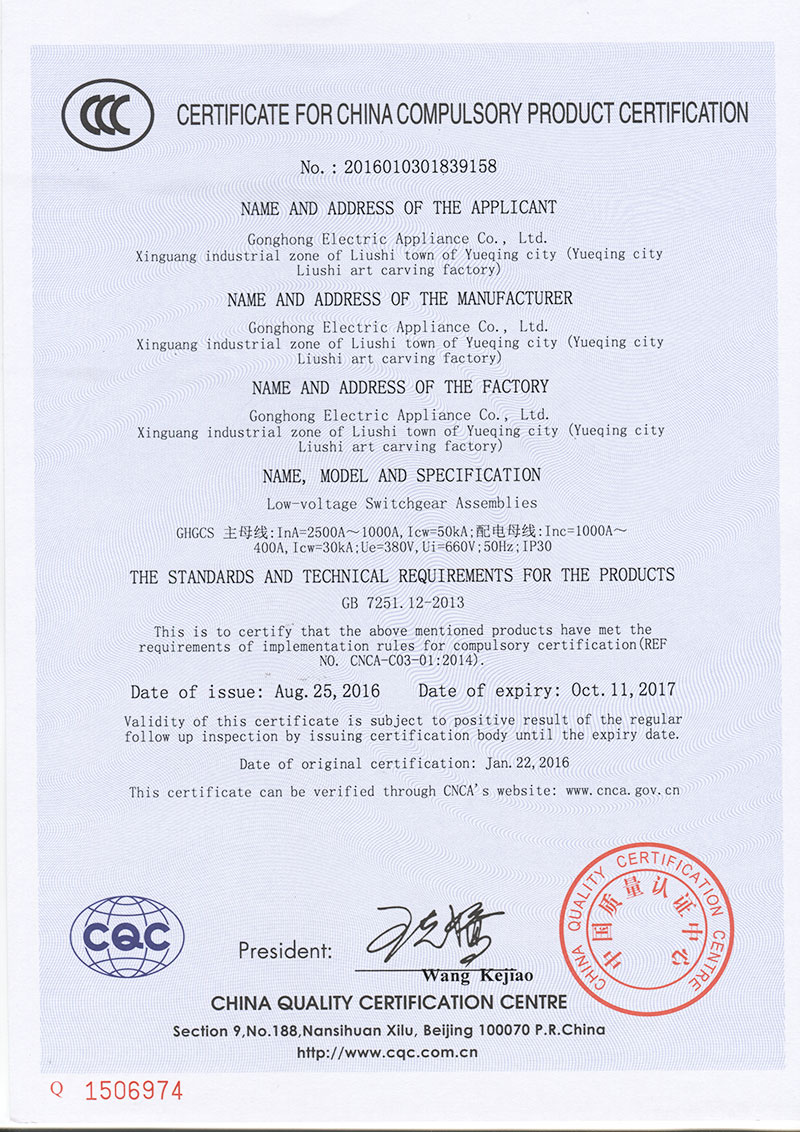 CCC CERTIFICATE FOR CHINA COMPULSORY PRODUCT CERTIFICATION
No.: 2016010301839158
NAME AND ADDRESS OF THE APPLICANT
Gonghong Electric Appliance Co., Ltd.
Xinguang industrial zone of Liushi town of Yueqing city (Yueqing city
Liushi art carving factory)
NAME AND ADDRESS OF THE MANUFACTURER
Gonghong Electric Appliance Co., Ltd.
Xinguang industrial zone of Liushi town of Yueqing city (Yueqing city
Liushi art carving factory)
NAME AND ADDRESS OF THE FACTORY
Gonghong Electric Appliance Co., Ltd.
Xinguang industrial zone of Liushi town of Yueqing city (Yueqing city
Liushi art carving factory)
NAME, MODEL AND SPECIFICATION
Low-voltage Switchgear Assemblies
GHGCS 主母线:InA=2500A～1000A,Icw=50kA;配电母线:Inc=1000A～
400A,Icw=30kA;Ue=380V,Ui=660V;50Hz;IP30
THE STANDARDS AND TECHNICAL REQUIREMENTS FOR THE PRODUCTS
GB 7251.12-2013
This is to certify that the above mentioned products have met the
requirements of implementation rules for compulsory certification(REF
NO. CNCA-C03-01:2014).
Date of issue: Aug.25,2016 Date of expiry: Oct.11,2017
Validity of this certificate is subject to positive result of the regular
follow up inspection by issuing certification body until the expiry date.
Date of original certification: Jan.22,2016
This certificate can be verified through CNCA's website: www.cnca.gov.cn
CHINA QUALITY CERTIFICATION CENTRE
中国质量认证中心
CQC
President: 王克娇
Wang Kejiao
CHINA QUALITY CERTIFICATION CENTRE
Section 9,No.188,Nansihuan Xilu, Beijing 100070 P.R.China
http://www.cqc.com.cn
Q 1506974